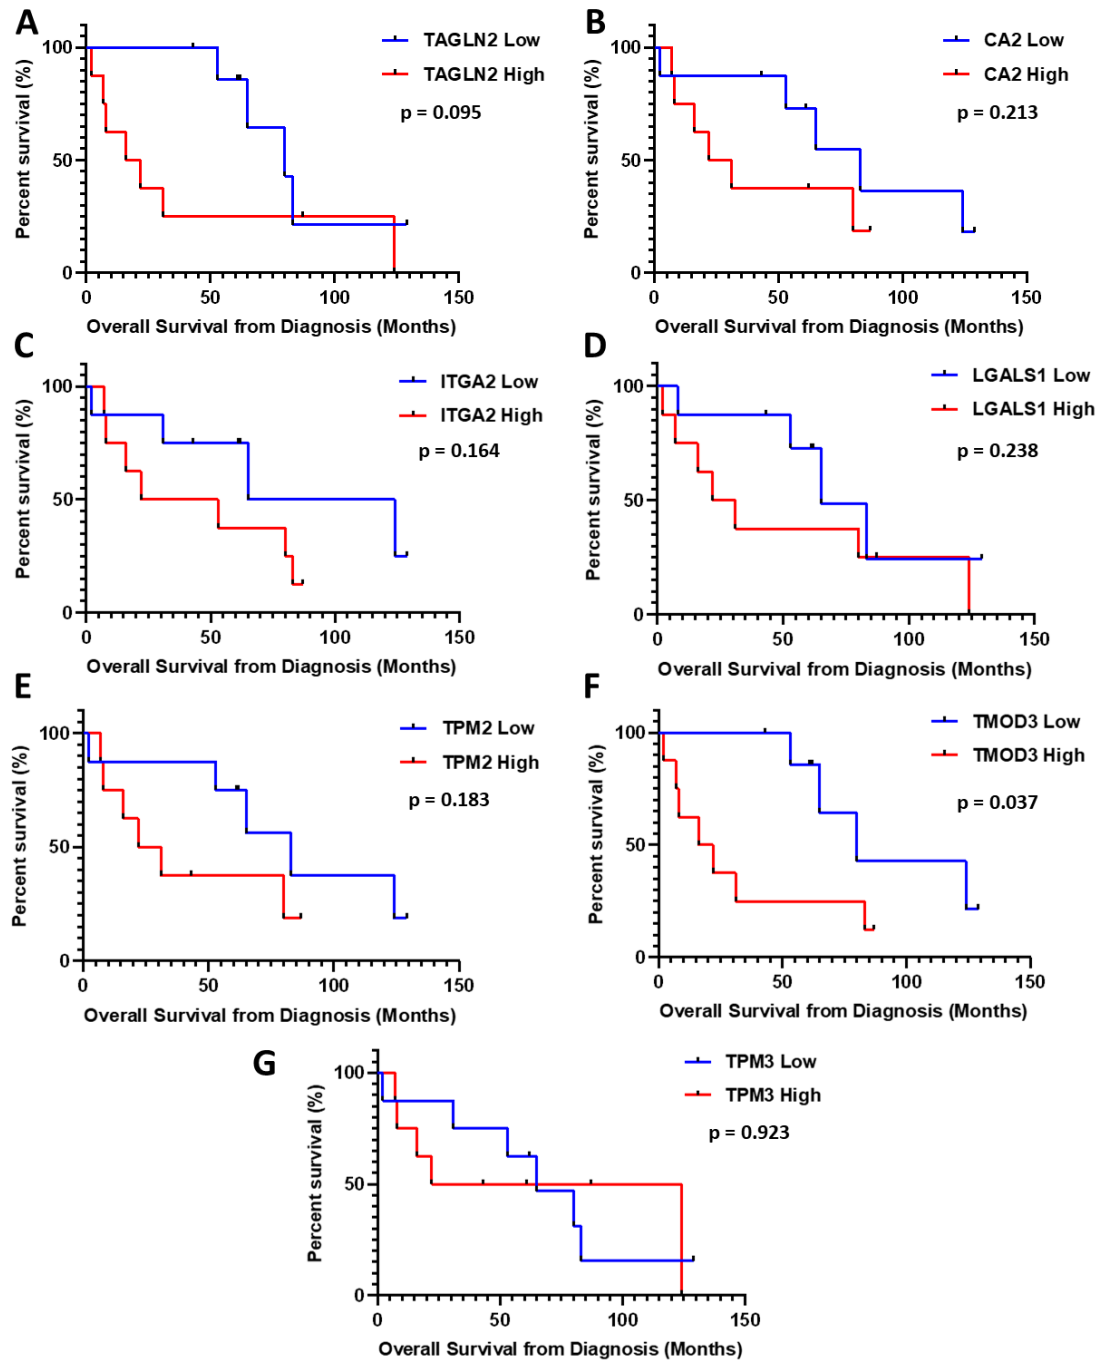 A
TAGLN2 Low
TAGLN2 High
p = 0.095
Percent survival (%)
100
50
0
0 50 100 150
Overall Survival from Diagnosis (Months)
B
CA2 Low
CA2 High
p = 0.213
Percent survival (%)
100
50
0
0 50 100 150
Overall Survival from Diagnosis (Months)
C
ITGA2 Low
ITGA2 High
p = 0.164
Percent survival (%)
100
50
0
0 50 100 150
Overall Survival from Diagnosis (Months)
D
LGALS1 Low
LGALS1 High
p = 0.238
Percent survival (%)
100
50
0
0 50 100 150
Overall Survival from Diagnosis (Months)
E
TPM2 Low
TPM2 High
p = 0.183
Percent survival (%)
100
50
0
0 50 100 150
Overall Survival from Diagnosis (Months)
F
TMOD3 Low
TMOD3 High
p = 0.037
Percent survival (%)
100
50
0
0 50 100 150
Overall Survival from Diagnosis (Months)
G
TPM3 Low
TPM3 High
p = 0.923
Percent survival (%)
100
50
0
0 50 100 150
Overall Survival from Diagnosis (Months)